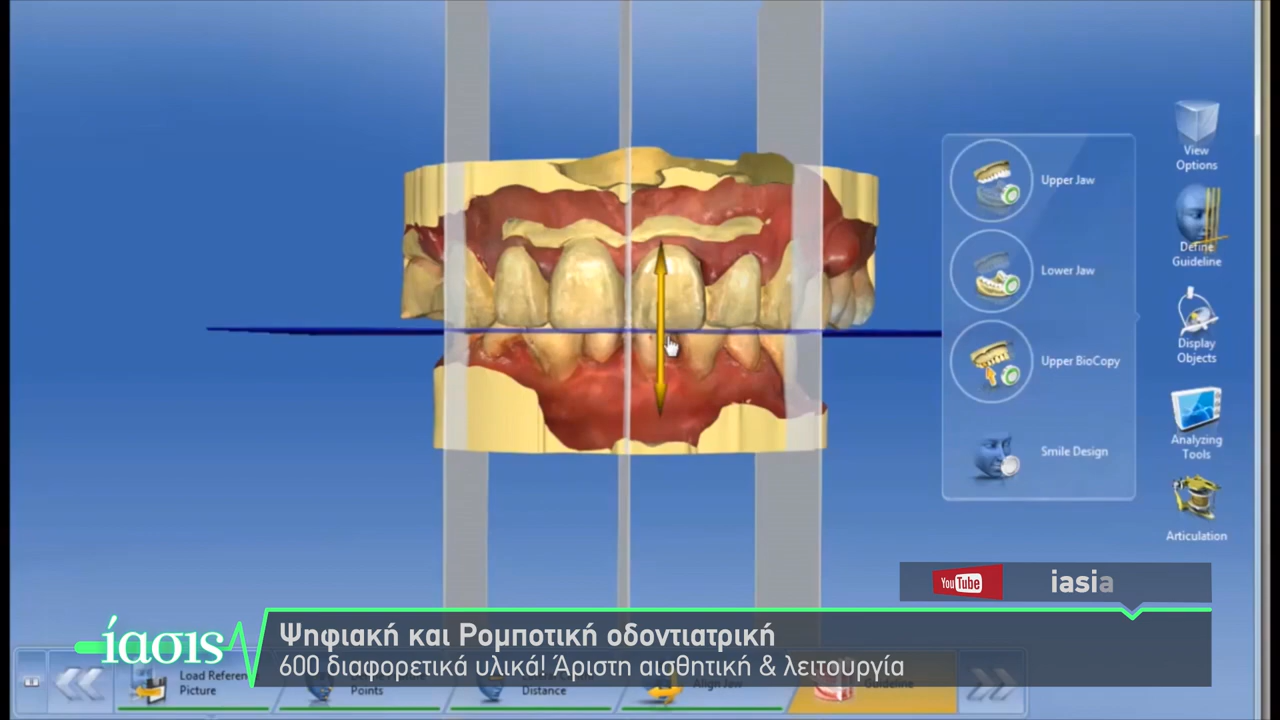 View
Options
Upper Jaw
Define
Guideline
Lower Jaw
Display
Objects
Upper BioCopy
Analyzing
Tools
Smile Design
Articulation
YouTube
iasia
ίασις
Ψηφιακή και Ρομποτική οδοντιατρική
600 διαφορετικά υλικά! Άριστη αισθητική & λειτουργία
Load Referen
Picture
Points
Distance
Align Jaw
Guideline